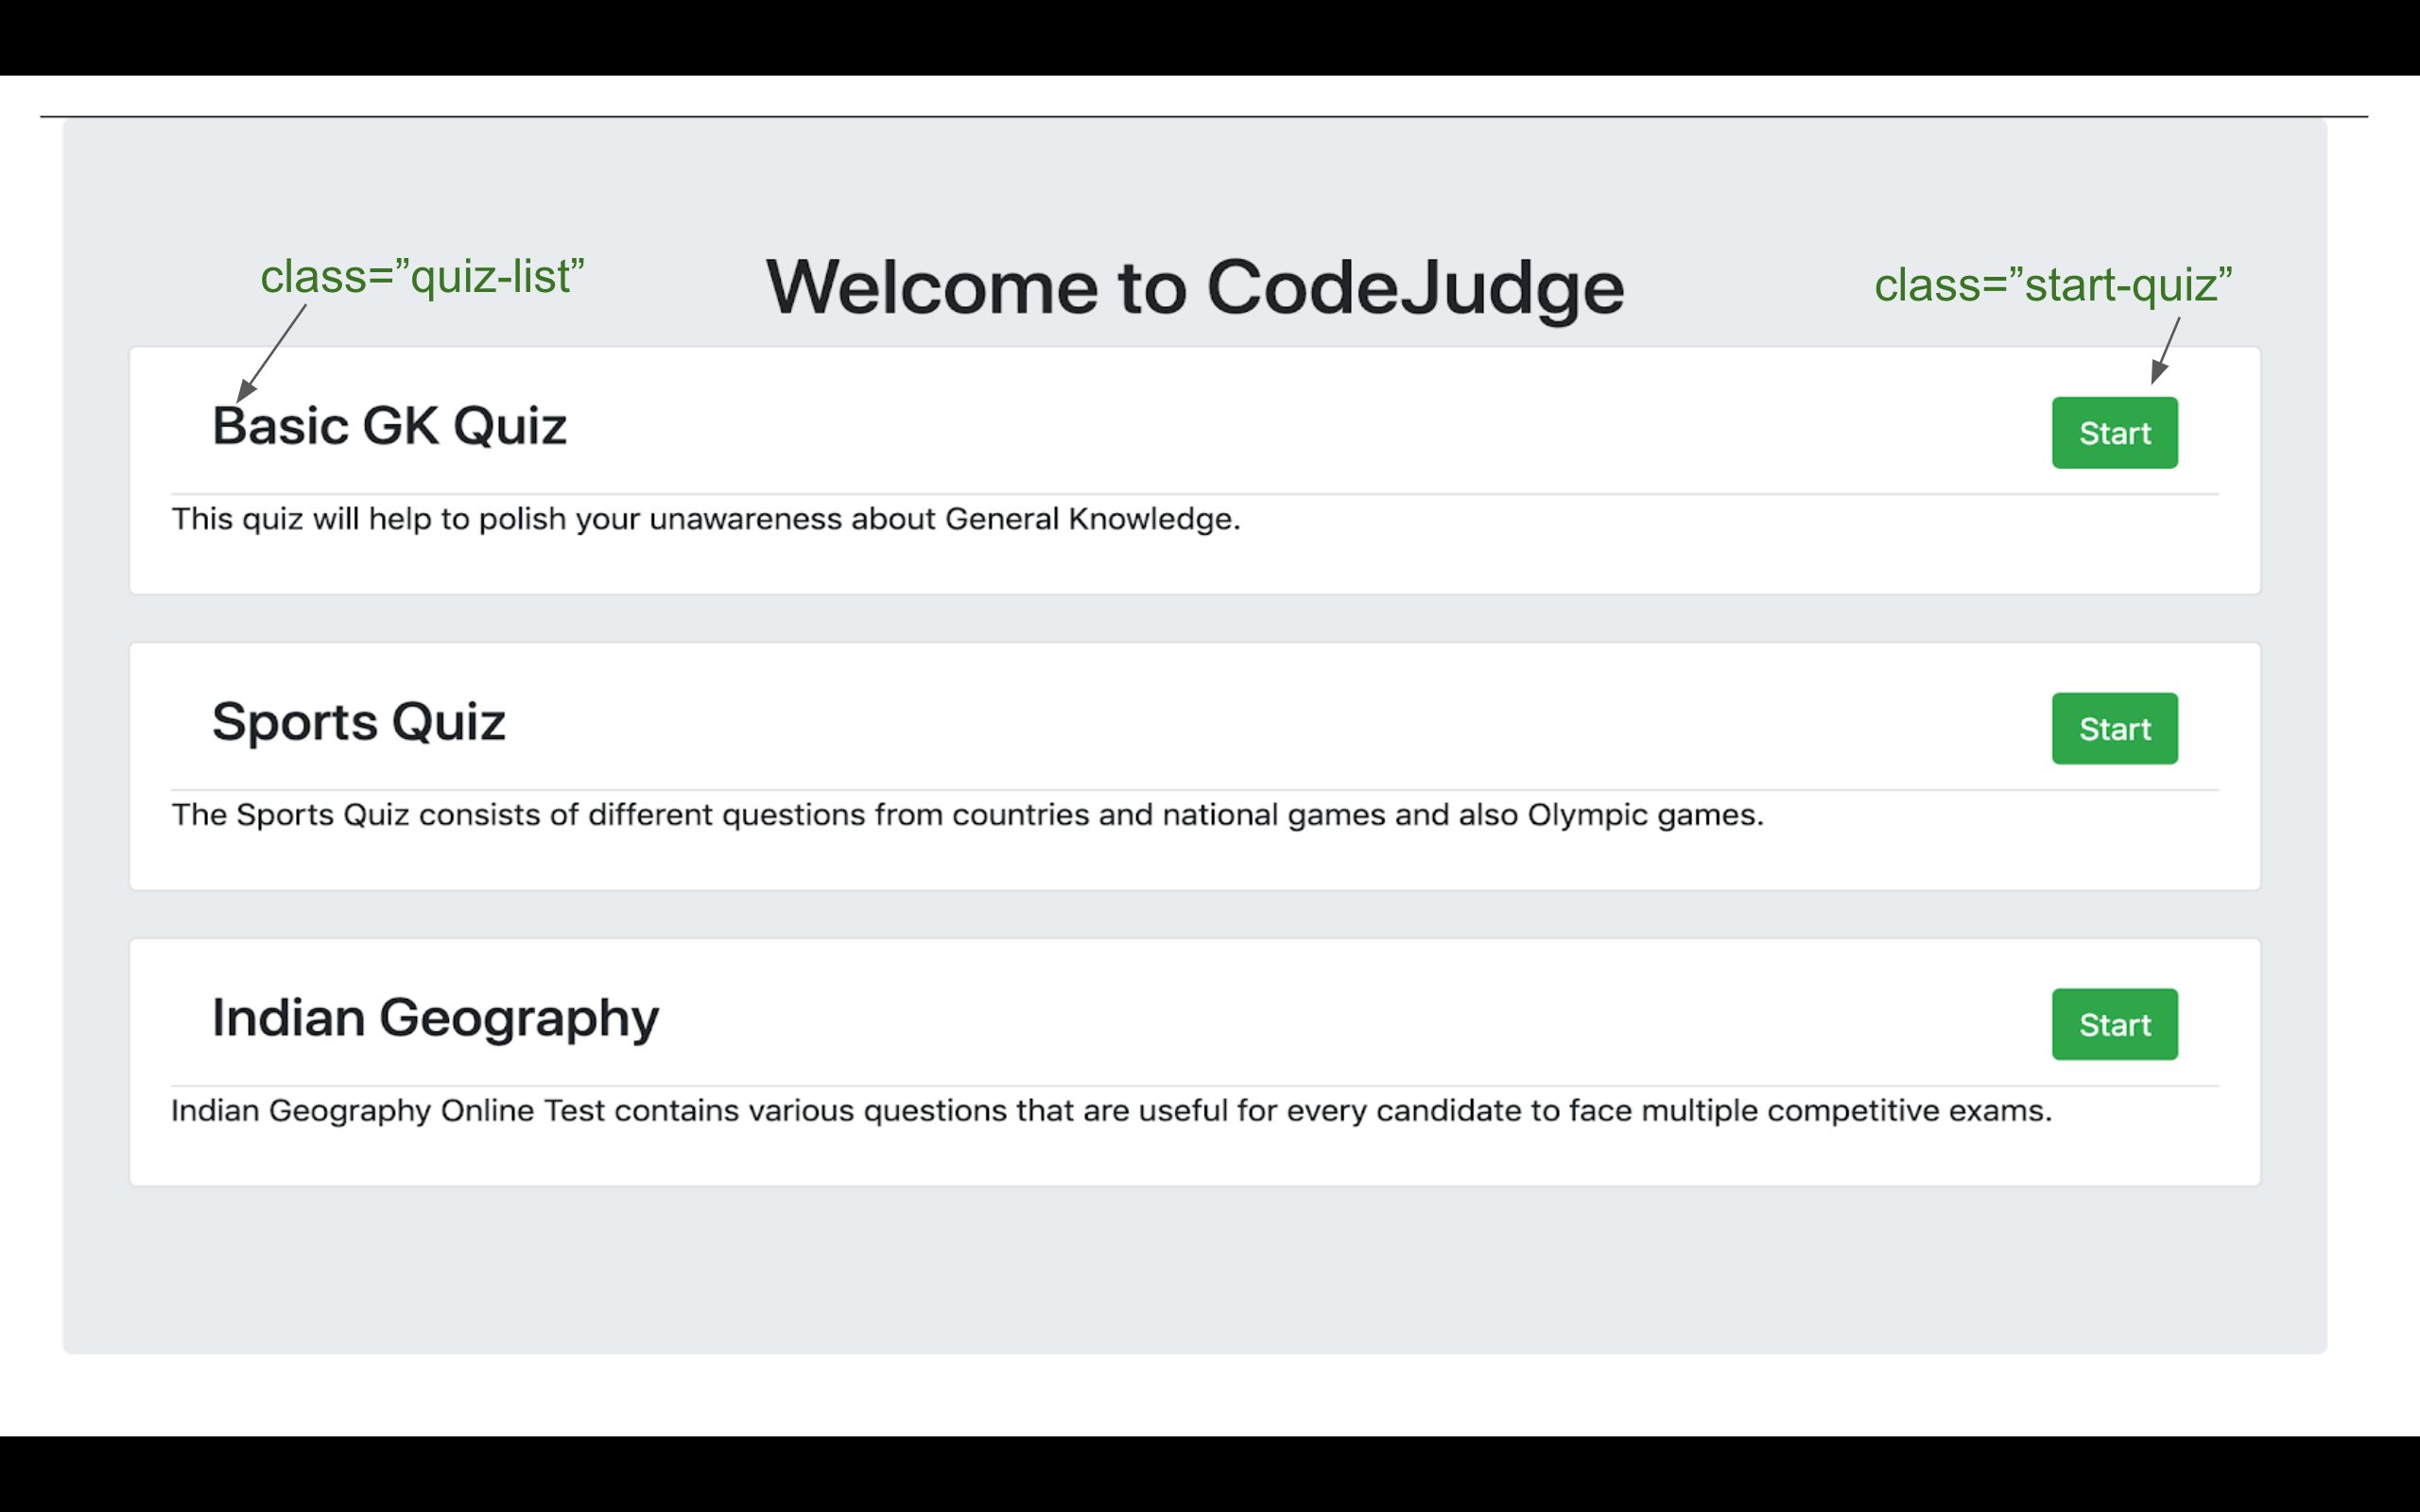 class=”quiz-list”
Welcome to CodeJudge
class=”start-quiz”
Basic GK Quiz
Start
This quiz will help to polish your unawareness about General Knowledge.
Sports Quiz
Start
The Sports Quiz consists of different questions from countries and national games and also Olympic games.
Indian Geography
Start
Indian Geography Online Test contains various questions that are useful for every candidate to face multiple competitive exams.